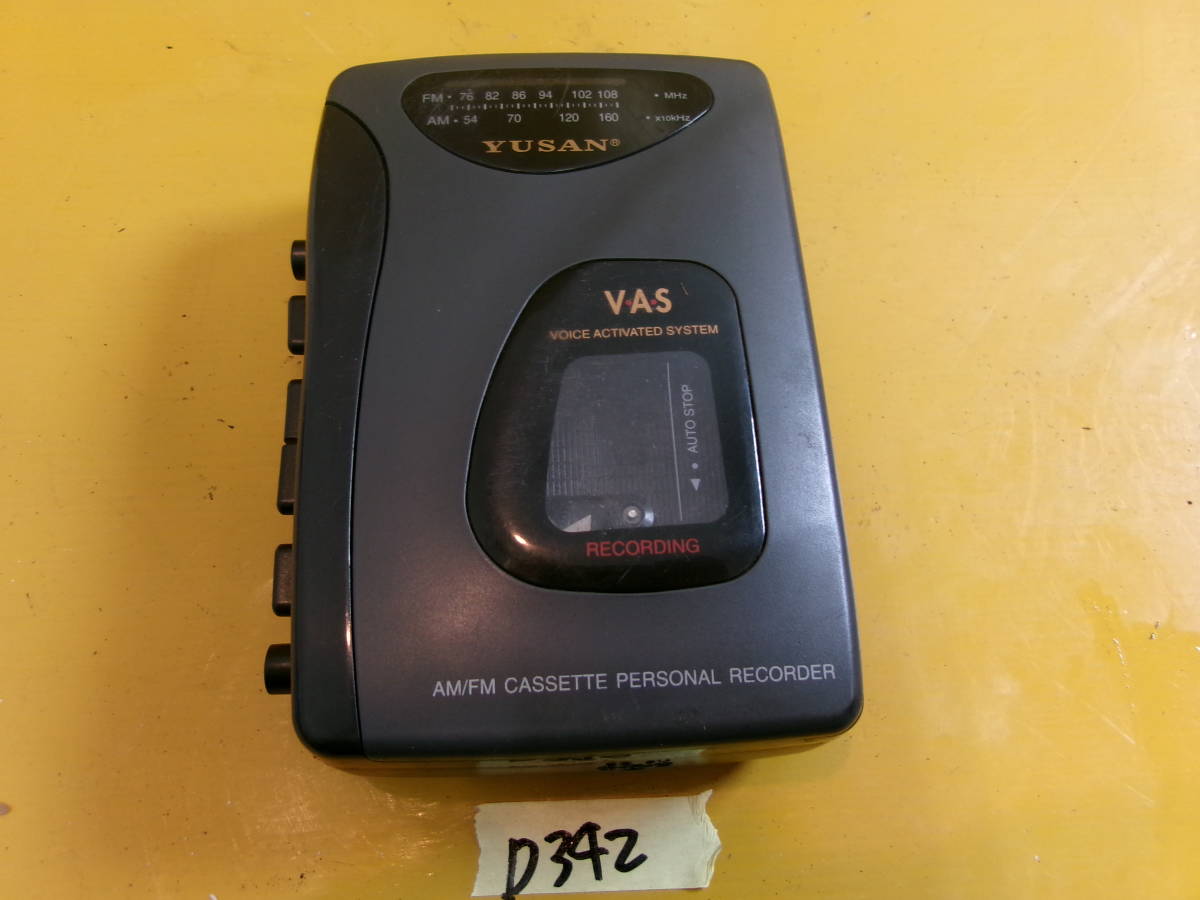 FM • 76 82 86 94 102 108 • MHz
AM • 54 70 120 160 • x10kHz
YUSAN®
V•A•S
VOICE ACTIVATED SYSTEM
◀ • AUTO STOP
RECORDING
AM/FM CASSETTE PERSONAL RECORDER
D342